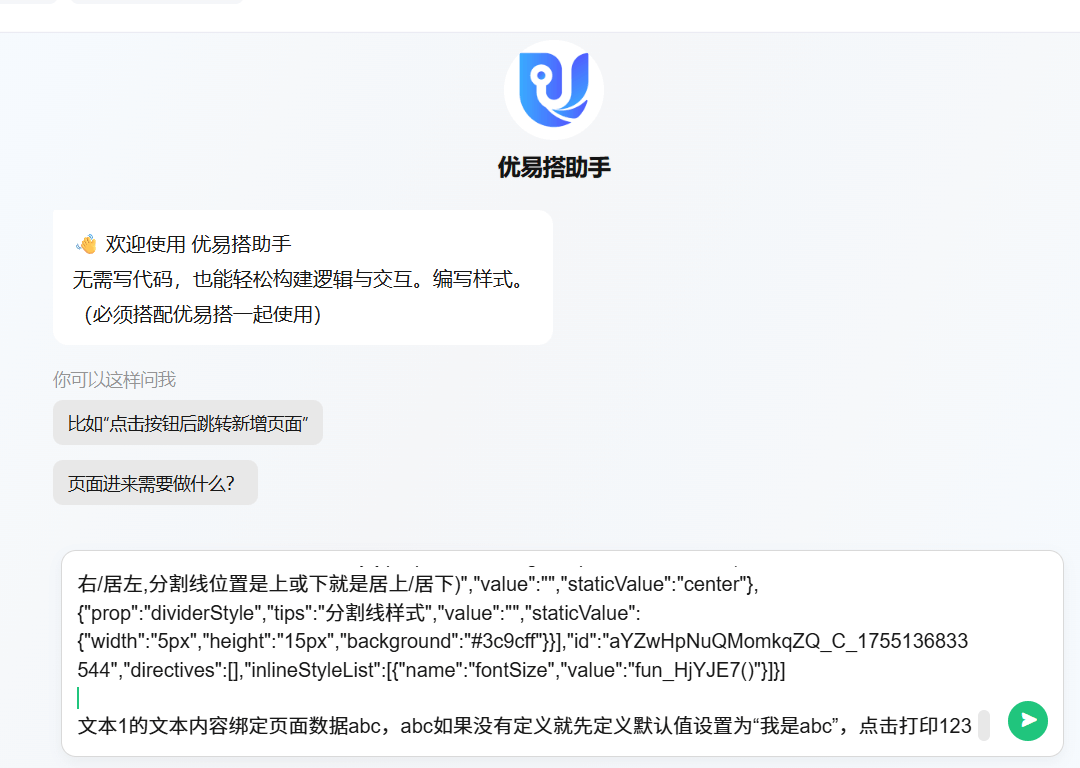 优易搭助手
欢迎使用 优易搭助手
无需写代码，也能轻松构建逻辑与交互。编写样式。
（必须搭配优易搭一起使用）
你可以这样问我
比如“点击按钮后跳转新增页面”
页面进来需要做什么？
右/居左,分割线位置是上或下就是居上/居下)","value":"","staticValue":"center"},
{"prop":"dividerStyle","tips":"分割线样式","value":"","staticValue":
{"width":"5px","height":"15px","background":"#3c9cff"}}],"id":"aYZwHpNuQMomkqZQ_C_1755136833
544","directives":[],"inlineStyleList":[{"name":"fontSize","value":"fun_HjYJE7()"}]}]
文本1的文本内容绑定页面数据abc，abc如果没有定义就先定义默认值设置为“我是abc”，点击打印123